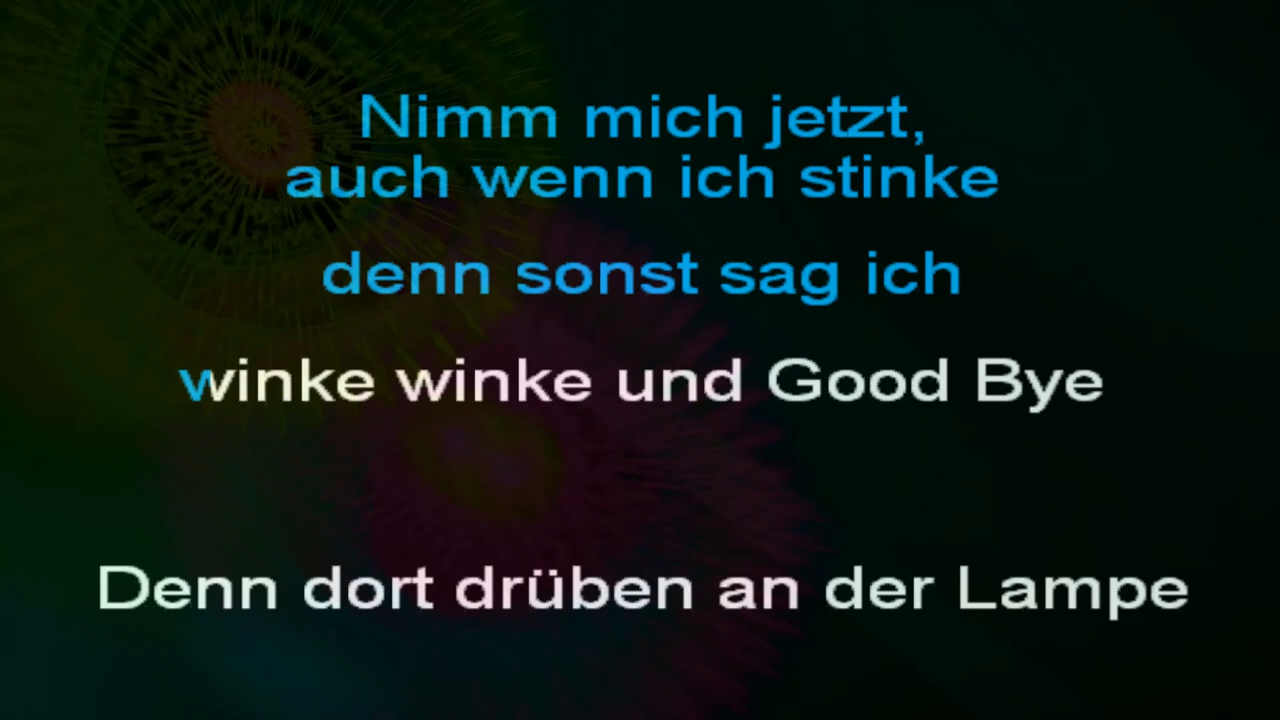 Nimm mich jetzt,
auch wenn ich stinke
denn sonst sag ich
winke winke und Good Bye
Denn dort drüben an der Lampe